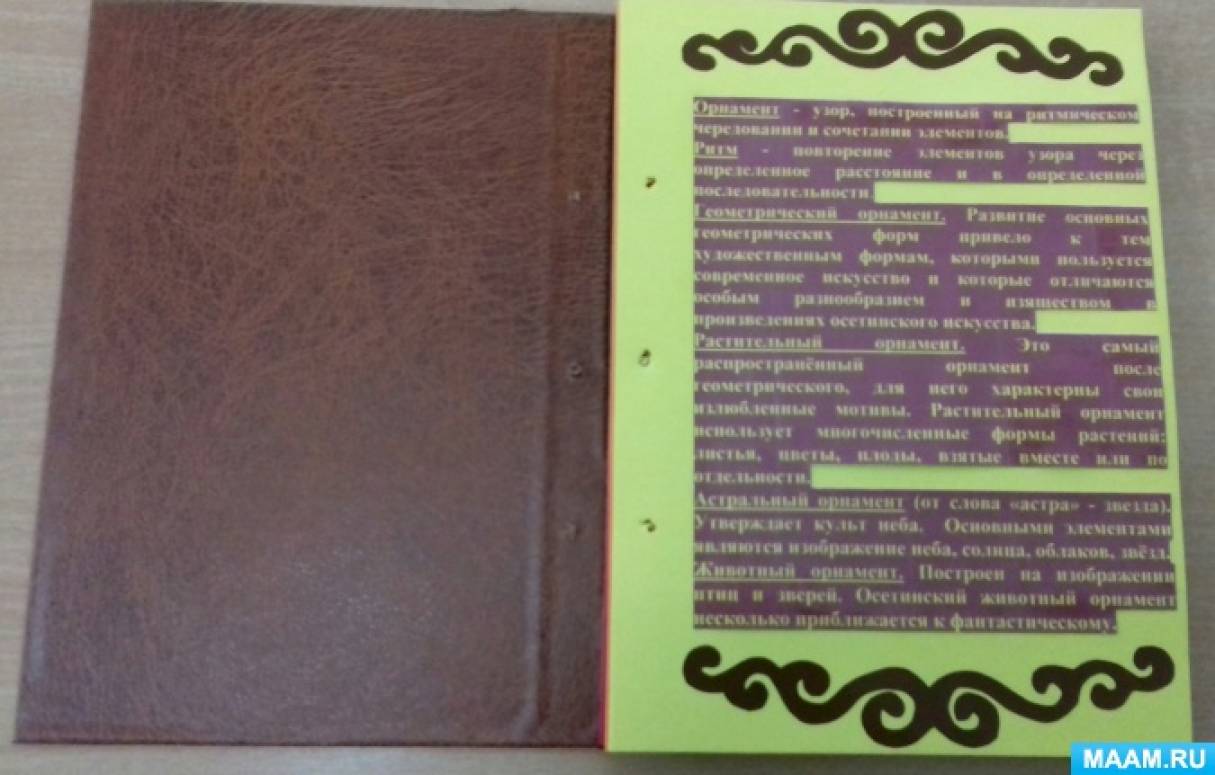 Орнамент - узор, построенный на ритмическом
чередовании и сочетании элементов.
Ритм - повторение элементов узора через
определенное расстояние и в определенной
последовательности.
Геометрический орнамент. Развитие основных
геометрических форм привело к тем
художественным формам, которыми пользуется
современное искусство и которые отличаются
особым разнообразием и изяществом в
произведениях осетинского искусства.
Растительный орнамент. Это самый
распространённый орнамент после
геометрического, для него характерны свои
излюбленные мотивы. Растительный орнамент
использует многочисленные формы растений:
листья, цветы, плоды, взятые вместе или по
отдельности.
Астральный орнамент (от слова «астра» - звезда).
Утверждает культ неба. Основными элементами
являются изображение неба, солнца, облаков, звёзд.
Животный орнамент. Построен на изображении
птиц и зверей. Осетинский животный орнамент
несколько приближается к фантастическому.
MAAM.RU